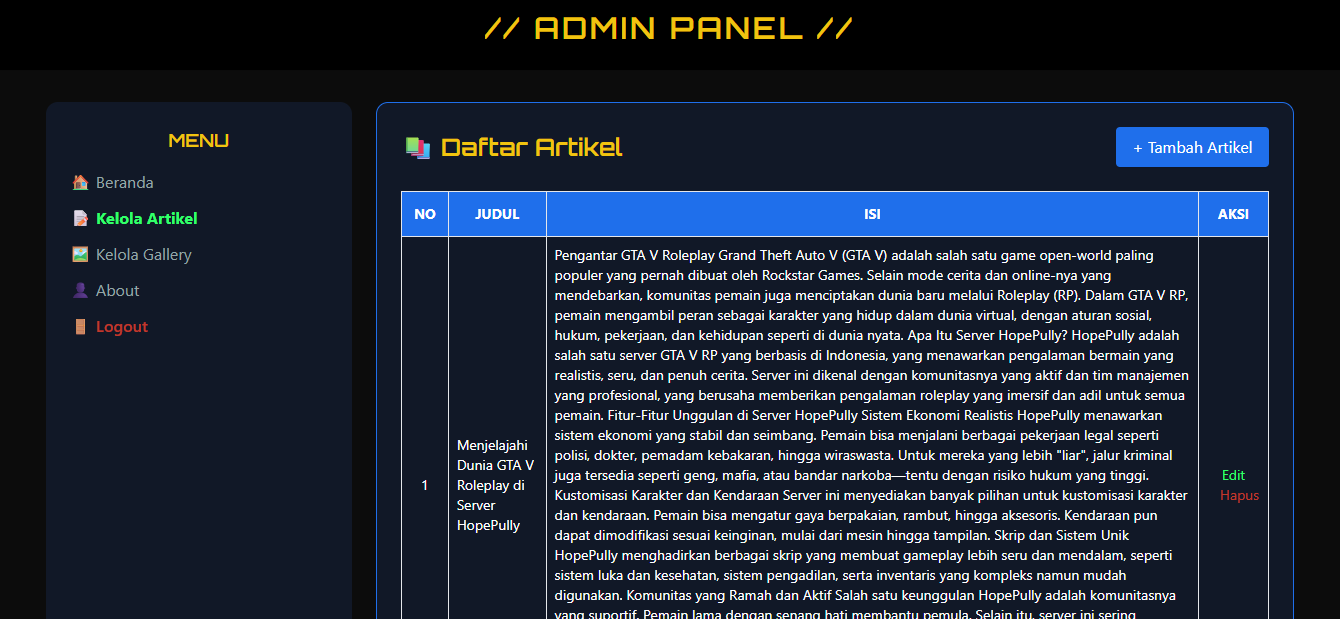 // ADMIN PANEL //
MENU
Beranda
Kelola Artikel
Kelola Gallery
About
Logout
Daftar Artikel
+ Tambah Artikel
NO JUDUL ISI AKSI
1
Menjelajahi
Dunia GTA V
Roleplay di
Server
HopePully
Pengantar GTA V Roleplay Grand Theft Auto V (GTA V) adalah salah satu game open-world paling
populer yang pernah dibuat oleh Rockstar Games. Selain mode cerita dan online-nya yang
mendebarkan, komunitas pemain juga menciptakan dunia baru melalui Roleplay (RP). Dalam GTA V RP,
pemain mengambil peran sebagai karakter yang hidup dalam dunia virtual, dengan aturan sosial,
hukum, pekerjaan, dan kehidupan seperti di dunia nyata. Apa Itu Server HopePully? HopePully adalah
salah satu server GTA V RP yang berbasis di Indonesia, yang menawarkan pengalaman bermain yang
realistis, seru, dan penuh cerita. Server ini dikenal dengan komunitasnya yang aktif dan tim manajemen
yang profesional, yang berusaha memberikan pengalaman roleplay yang imersif dan adil untuk semua
pemain. Fitur-Fitur Unggulan di Server HopePully Sistem Ekonomi Realistis HopePully menawarkan
sistem ekonomi yang stabil dan seimbang. Pemain bisa menjalani berbagai pekerjaan legal seperti
polisi, dokter, pemadam kebakaran, hingga wiraswasta. Untuk mereka yang lebih "liar", jalur kriminal
juga tersedia seperti geng, mafia, atau bandar narkoba—tentu dengan risiko hukum yang tinggi.
Kustomisasi Karakter dan Kendaraan Server ini menyediakan banyak pilihan untuk kustomisasi karakter
dan kendaraan. Pemain bisa mengatur gaya berpakaian, rambut, hingga aksesoris. Kendaraan pun
dapat dimodifikasi sesuai keinginan, mulai dari mesin hingga tampilan. Skrip dan Sistem Unik
HopePully menghadirkan berbagai skrip yang membuat gameplay lebih seru dan mendalam, seperti
sistem luka dan kesehatan, sistem pengadilan, serta inventaris yang kompleks namun mudah
digunakan. Komunitas yang Ramah dan Aktif Salah satu keunggulan HopePully adalah komunitasnya
yang suportif. Pemain lama dengan senang hati membantu pemula. Selain itu, server ini sering
Edit
Hapus